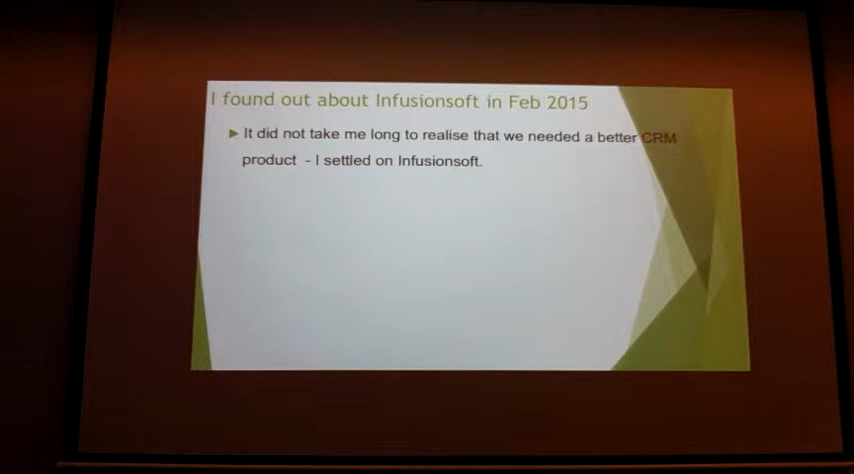 I found out about Infusionsoft in Feb 2015
It did not take me long to realise that we needed a better CRM
product - I settled on Infusionsoft.